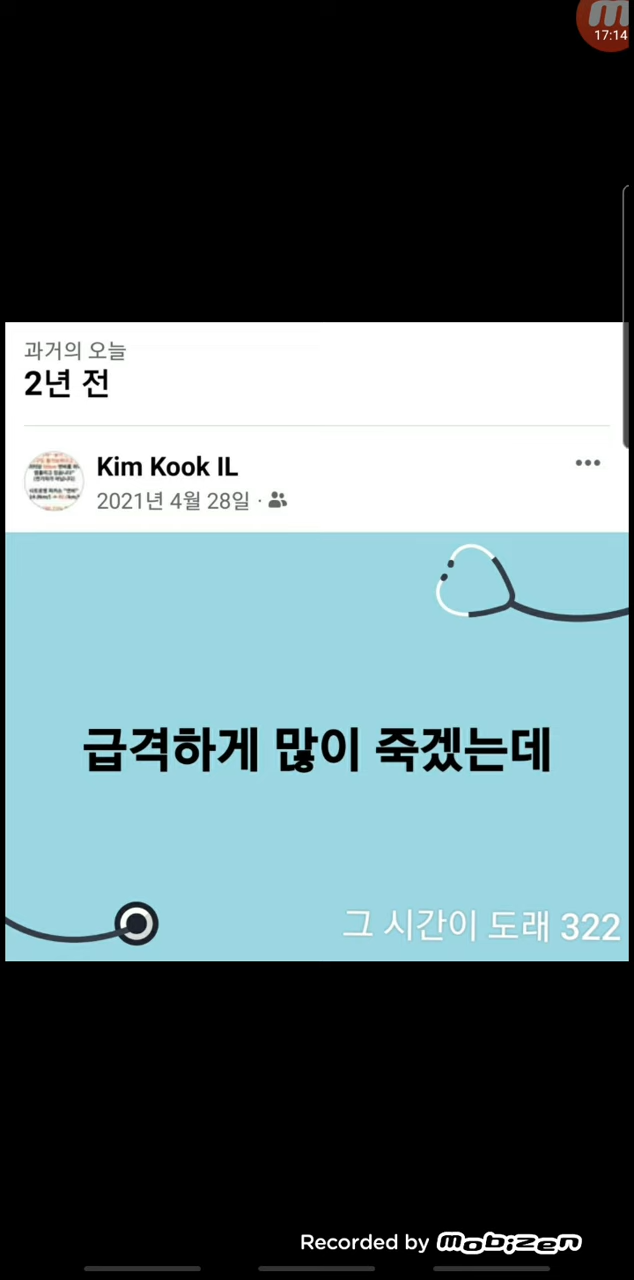 17:14
과거의 오늘
2년 전
Kim Kook IL
2021년 4월 28일 ·
급격하게 많이 죽겠는데
그 시간이 도래 322
Recorded by mobizen